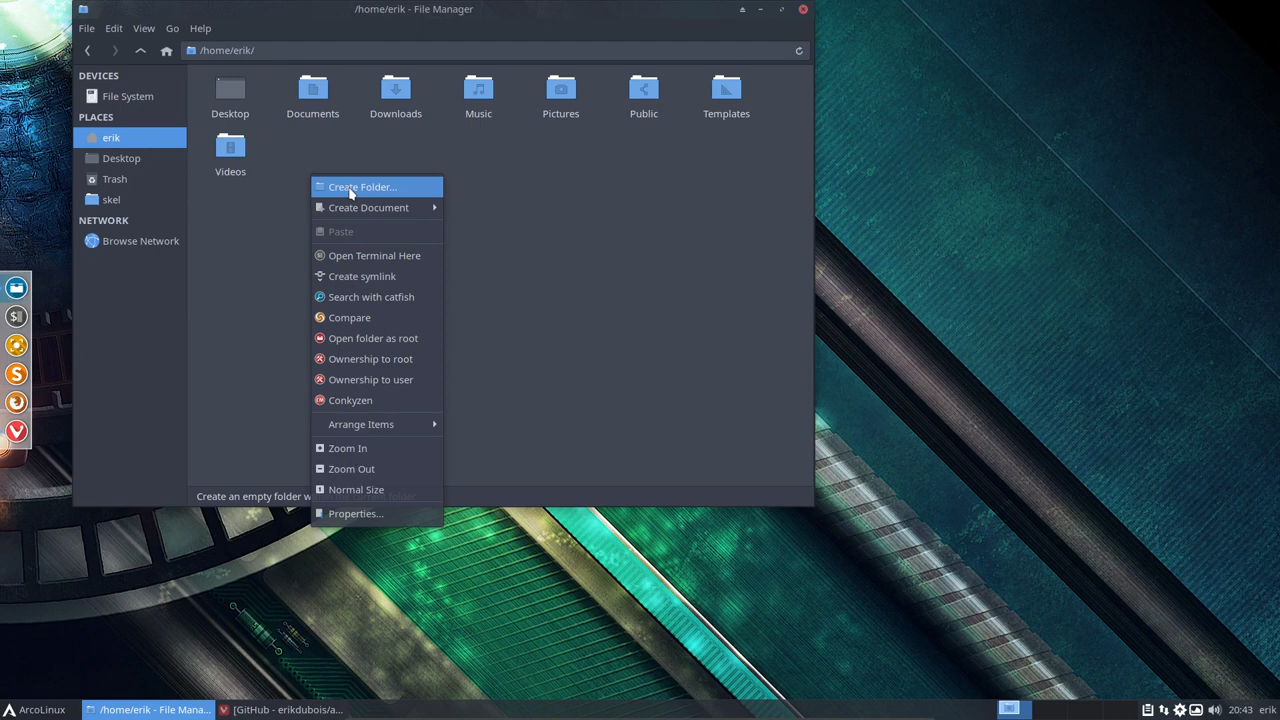 /home/erik - File Manager
File Edit View Go Help
/home/erik/
DEVICES
File System
PLACES
erik
Desktop
Trash
skel
NETWORK
Browse Network
Desktop Documents Downloads Music Pictures Public Templates
Videos
Create Folder...
Create Document
Paste
Open Terminal Here
Create symlink
Search with catfish
Compare
Open folder as root
Ownership to root
Ownership to user
Conkyzen
Arrange Items
Zoom In
Zoom Out
Normal Size
Properties...
Create an empty folder
ArcoLinux /home/erik - File Mana... [GitHub - erikdubois/a... 20:43 erik